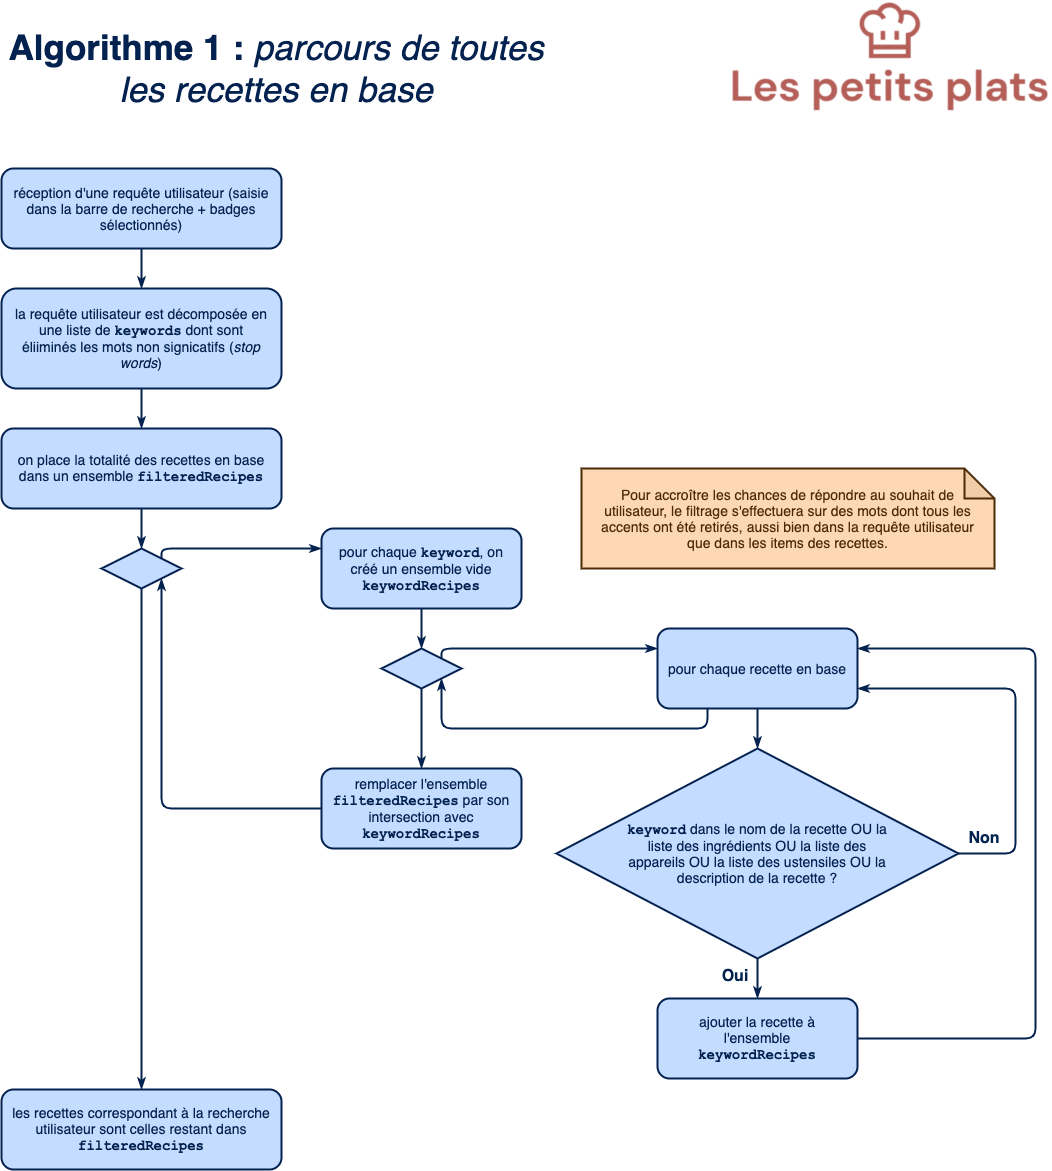 Algorithme 1 : parcours de toutes
les recettes en base
Les petits plats
réception d'une requête utilisateur (saisie
dans la barre de recherche + badges
sélectionnés)
la requête utilisateur est décomposée en
une liste de keywords dont sont
éliiminés les mots non signicatifs (stop
words)
on place la totalité des recettes en base
dans un ensemble filteredRecipes
Pour accroître les chances de répondre au souhait de
utilisateur, le filtrage s'effectuera sur des mots dont tous les
accents ont été retirés, aussi bien dans la requête utilisateur
que dans les items des recettes.
pour chaque keyword, on
créé un ensemble vide
keywordRecipes
pour chaque recette en base
remplacer l'ensemble
filteredRecipes par son
intersection avec
keywordRecipes
keyword dans le nom de la recette OU la
liste des ingrédients OU la liste des
appareils OU la liste des ustensiles OU la
description de la recette ?
Non
Oui
ajouter la recette à
l'ensemble
keywordRecipes
les recettes correspondant à la recherche
utilisateur sont celles restant dans
filteredRecipes